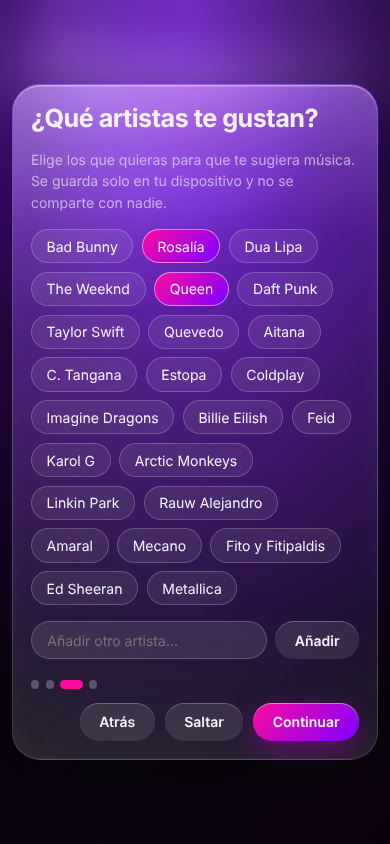 ¿Qué artistas te gustan?
Elige los que quieras para que te sugiera música.
Se guarda solo en tu dispositivo y no se
comparte con nadie.
Bad Bunny Rosalía Dua Lipa
The Weeknd Queen Daft Punk
Taylor Swift Quevedo Aitana
C. Tangana Estopa Coldplay
Imagine Dragons Billie Eilish Feid
Karol G Arctic Monkeys
Linkin Park Rauw Alejandro
Amaral Mecano Fito y Fitipaldis
Ed Sheeran Metallica
Añadir otro artista... Añadir
Atrás Saltar Continuar